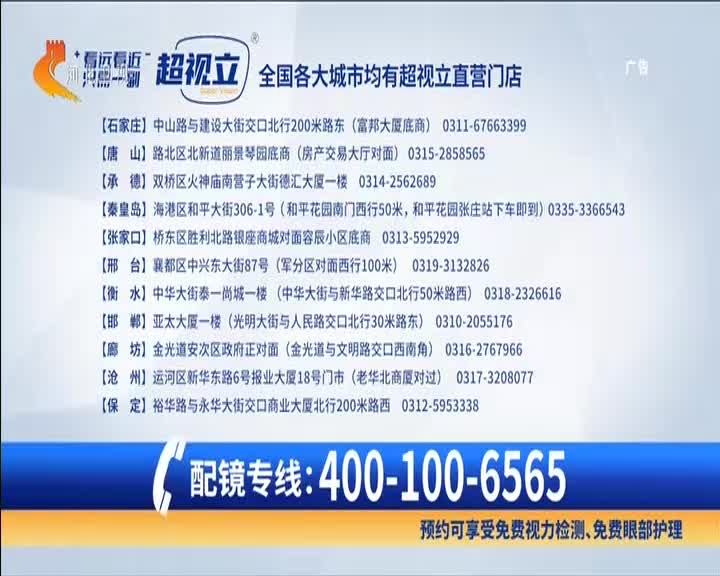 看远看近
只需一副
超视立®
Super Vision
全国各大城市均有超视立直营门店
广告
【石家庄】中山路与建设大街交口北行200米路东（富邦大厦底商） 0311-67663399
【唐 山】路北区北新道丽景琴园底商（房产交易大厅对面） 0315-2858565
【承 德】双桥区火神庙南营子大街德汇大厦一楼 0314-2562689
【秦皇岛】海港区和平大街306-1号（和平花园南门西行50米，和平花园张庄站下车即到）0335-3366543
【张家口】桥东区胜利北路银座商城对面容辰小区底商 0313-5952929
【邢 台】襄都区中兴东大街87号（军分区对面西行100米） 0319-3132826
【衡 水】中华大街泰一尚城一楼 （中华大街与新华路交口北行50米路西） 0318-2326616
【邯 郸】亚太大厦一楼（光明大街与人民路交口北行30米路东） 0310-2055176
【廊 坊】金光道安次区政府正对面（金光道与文明路交口西南角） 0316-2767966
【沧 州】运河区新华东路6号报业大厦18号门市（老华北商厦对过） 0317-3208077
【保 定】裕华路与永华大街交口商业大厦北行200米路西 0312-5953338
配镜专线：400-100-6565
预约可享受免费视力检测、免费眼部护理